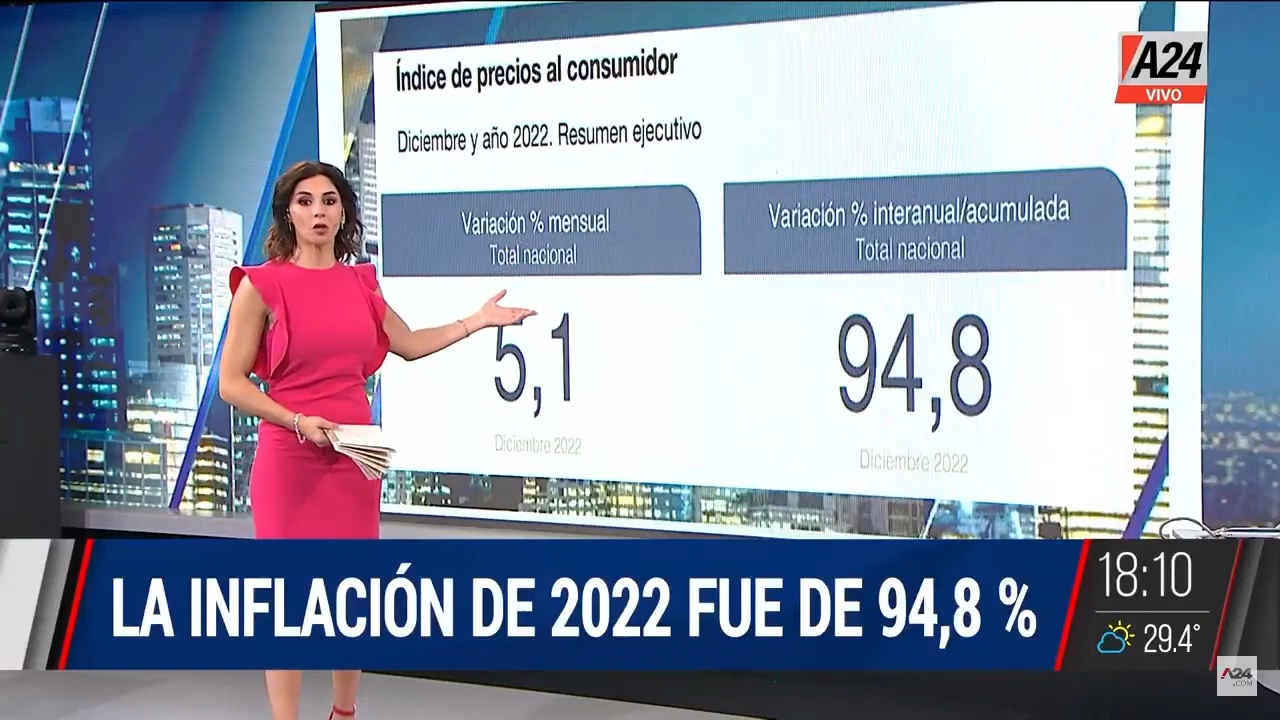 Índice de precios al consumidor
Diciembre y año 2022. Resumen ejecutivo
Variación % mensual
Total nacional
5,1
Diciembre 2022
Variación % interanual/acumulada
Total nacional
94,8
Diciembre 2022
A24
VIVO
LA INFLACIÓN DE 2022 FUE DE 94,8 %
18:10
29.4°
A24
.COM